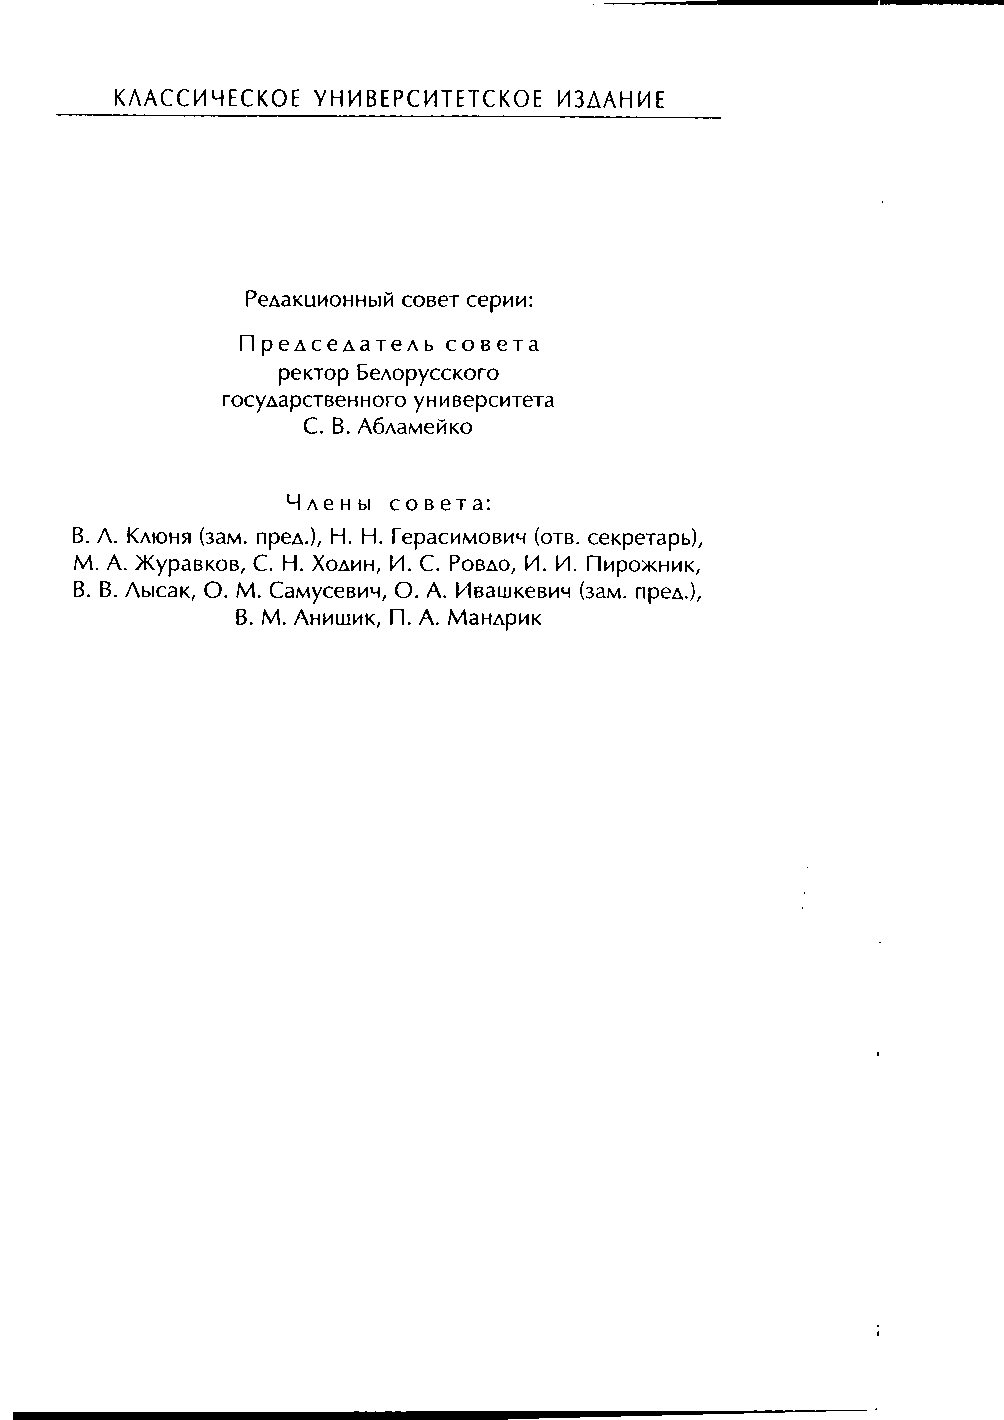 КЛАССИЧЕСКОЕ УНИВЕРСИТЕТСКОЕ ИЗДАНИЕ
Редакционный совет серии:
Председатель совета
ректор Белорусского
государственного университета
С. В. Абламейко
Члены совета:
В. Л. Клюня (зам. пред.), Н. Н. Герасимович (отв. секретарь),
М. А. Журавков, С. Н. Ходин, И. С. Ровдо, И. И. Пирожник,
В. В. Лысак, О. М. Самусевич, О. А. Ивашкевич (зам. пред.),
В. М. Анищик, П. А. Мандрик